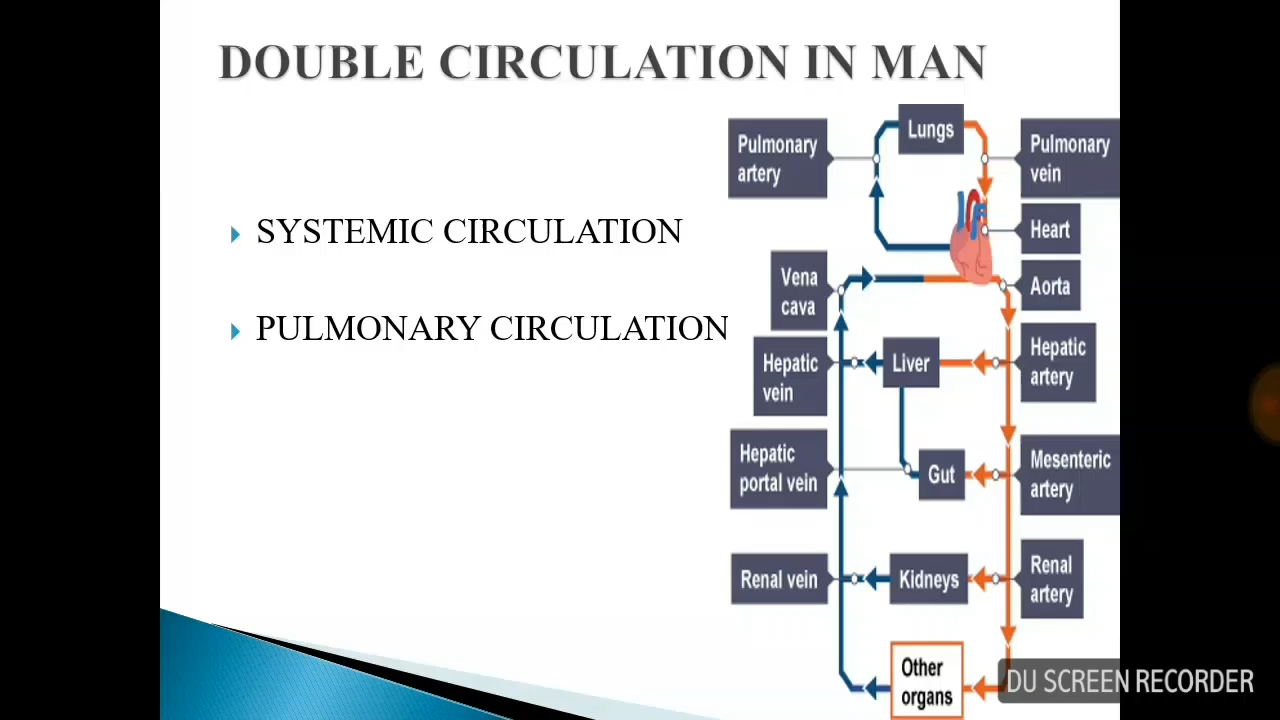 DOUBLE CIRCULATION IN MAN
SYSTEMIC CIRCULATION
PULMONARY CIRCULATION
Lungs
Pulmonary
artery
Pulmonary
vein
Heart
Vena
cava
Aorta
Hepatic
vein
Liver
Hepatic
artery
Hepatic
portal vein
Gut
Mesenteric
artery
Renal vein
Kidneys
Renal
artery
Other
organs
DU SCREEN RECORDER